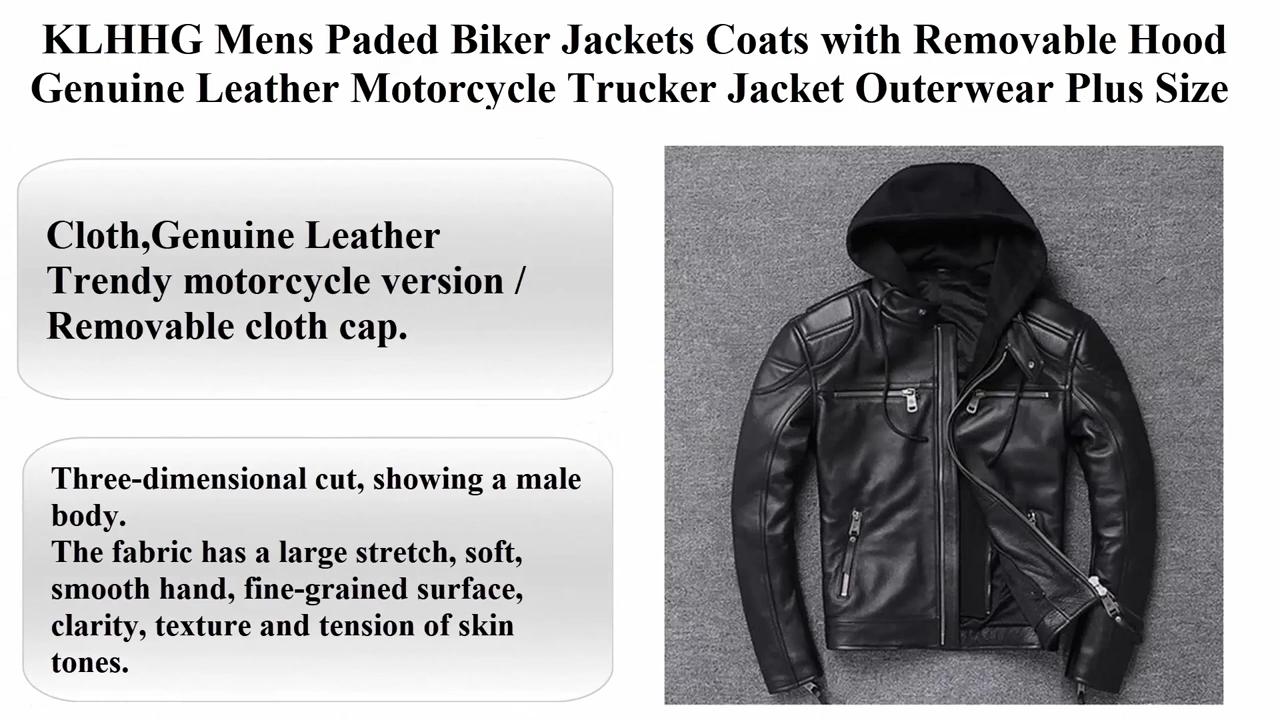 KLHHG Mens Paded Biker Jackets Coats with Removable Hood
Genuine Leather Motorcycle Trucker Jacket Outerwear Plus Size
Cloth,Genuine Leather
Trendy motorcycle version /
Removable cloth cap.
Three-dimensional cut, showing a male
body.
The fabric has a large stretch, soft,
smooth hand, fine-grained surface,
clarity, texture and tension of skin
tones.